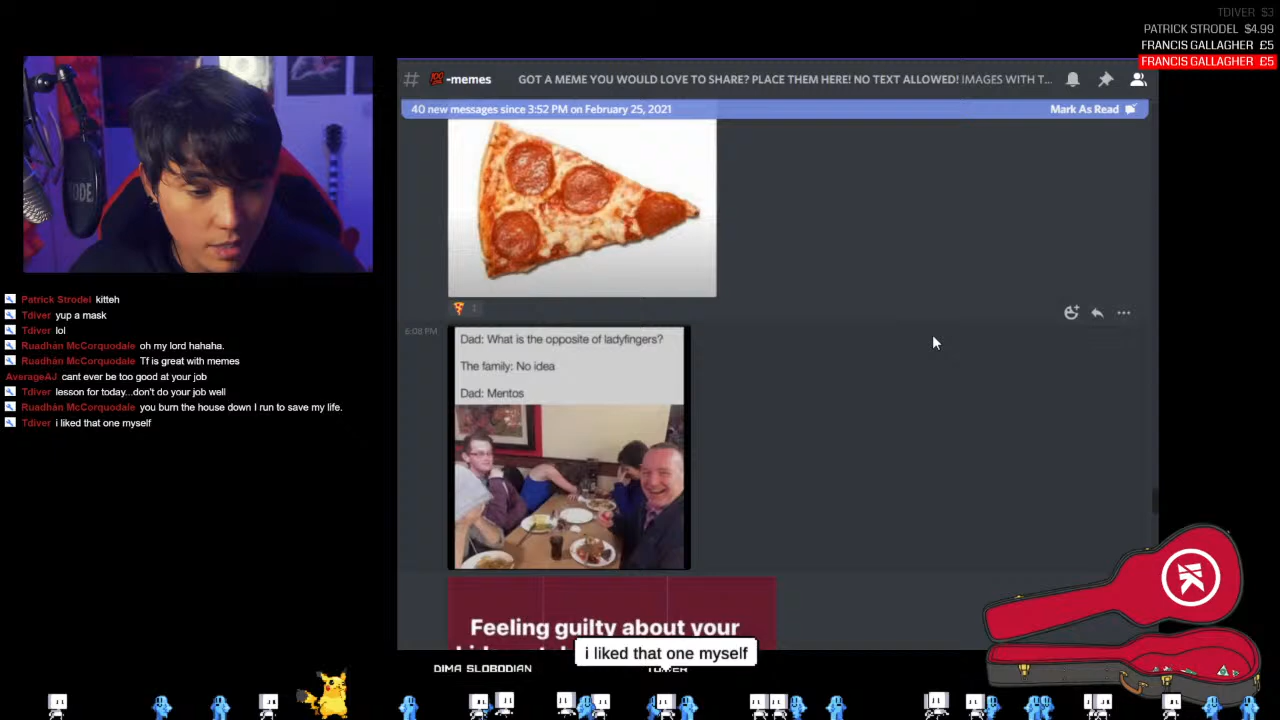 TDIVER $3
PATRICK STRODEL $4.99
FRANCIS GALLAGHER £5
FRANCIS GALLAGHER £5
# 💯-memes GOT A MEME YOU WOULD LOVE TO SHARE? PLACE THEM HERE! NO TEXT ALLOWED! IMAGES WITH T...
40 new messages since 3:52 PM on February 25, 2021 Mark As Read
🍕 1
6:08 PM
Dad: What is the opposite of ladyfingers?
The family: No idea
Dad: Mentos
Feeling guilty about your
Patrick Strodel kitteh
Tdiver yup a mask
Tdiver lol
Ruadhán McCorquodale oh my lord hahaha.
Ruadhán McCorquodale Tf is great with memes
AverageAJ cant ever be too good at your job
Tdiver lesson for today...don't do your job well
Ruadhán McCorquodale you burn the house down I run to save my life.
Tdiver i liked that one myself
i liked that one myself
DIMA SLOBODIAN
TDIVER